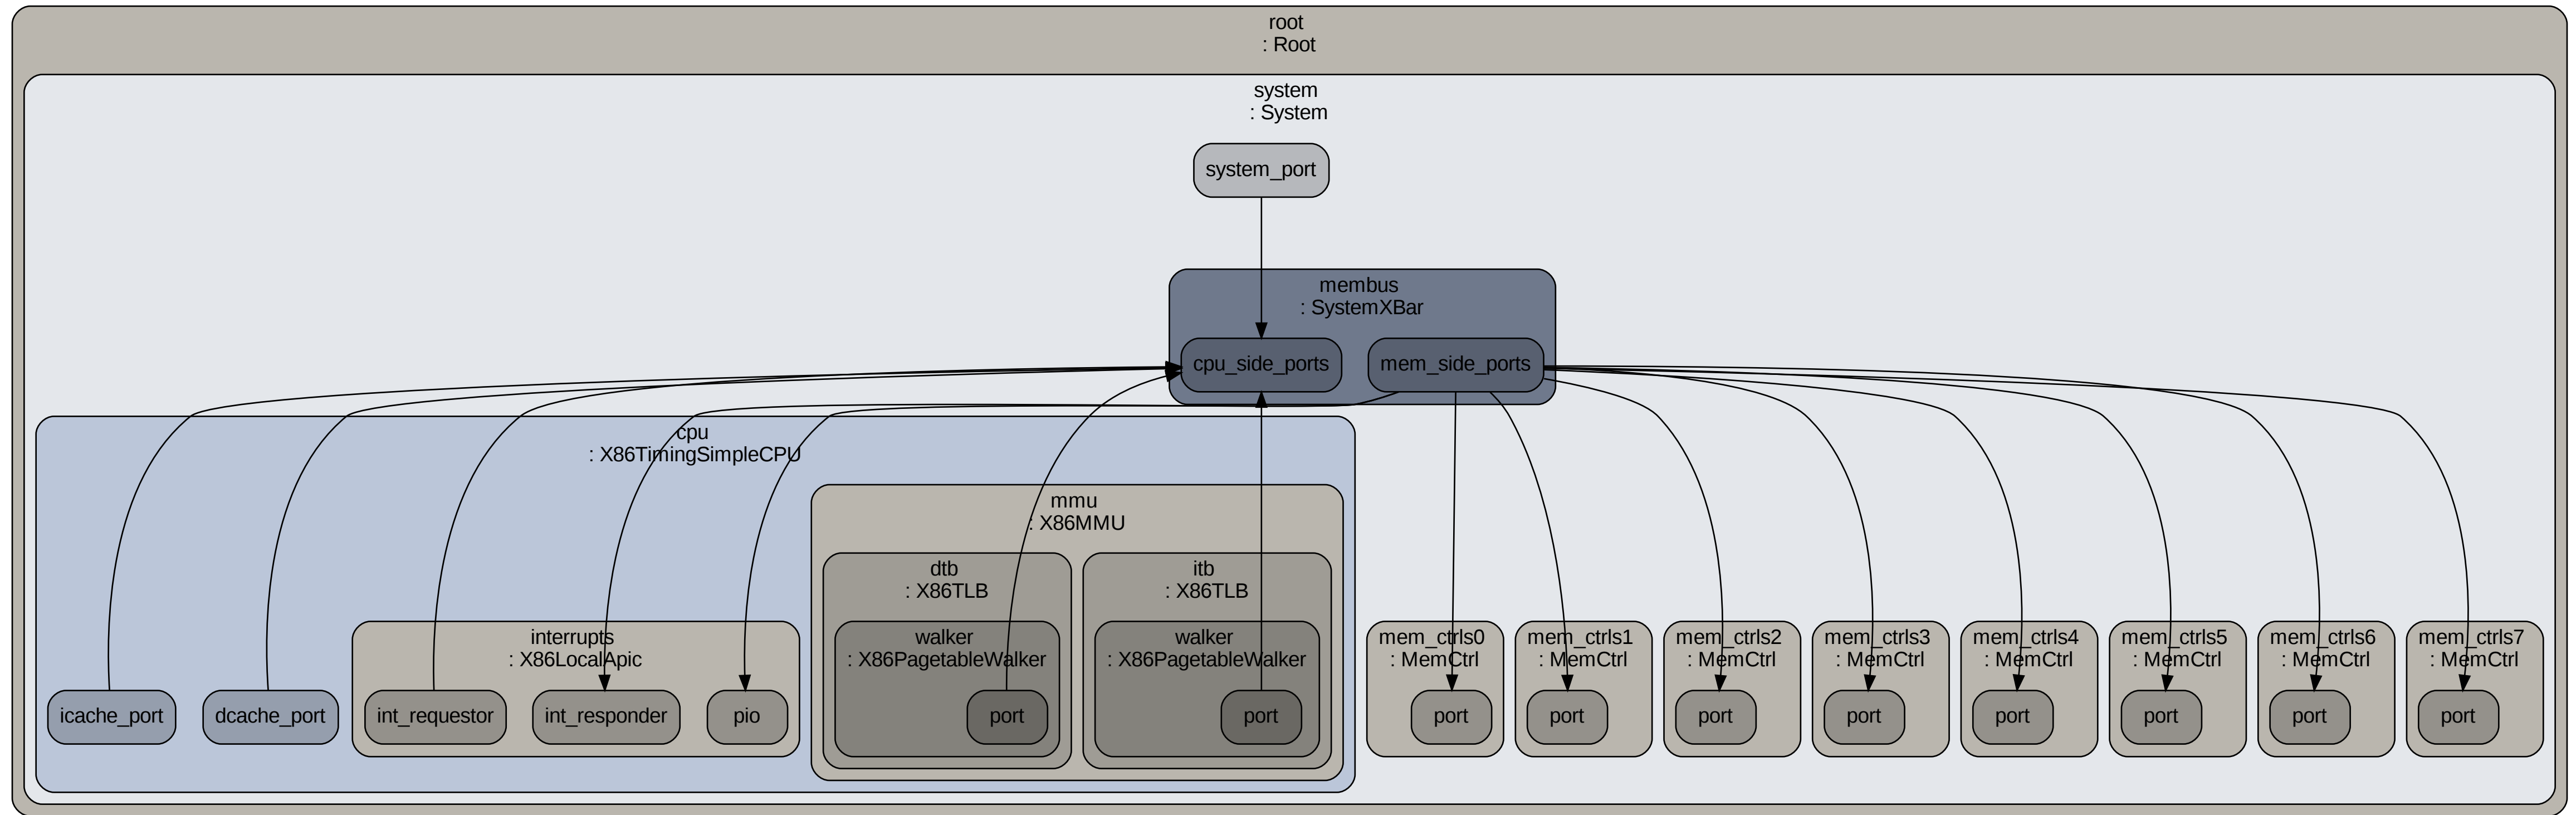 root
: Root
system
: System
system_port
membus
: SystemXBar
cpu_side_ports
mem_side_ports
cpu
: X86TimingSimpleCPU
mmu
: X86MMU
dtb
: X86TLB
itb
: X86TLB
interrupts
: X86LocalApic
walker
: X86PagetableWalker
walker
: X86PagetableWalker
mem_ctrls0
: MemCtrl
mem_ctrls1
: MemCtrl
mem_ctrls2
: MemCtrl
mem_ctrls3
: MemCtrl
mem_ctrls4
: MemCtrl
mem_ctrls5
: MemCtrl
mem_ctrls6
: MemCtrl
mem_ctrls7
: MemCtrl
icache_port
dcache_port
int_requestor
int_responder
pio
port
port
port
port
port
port
port
port
port
port